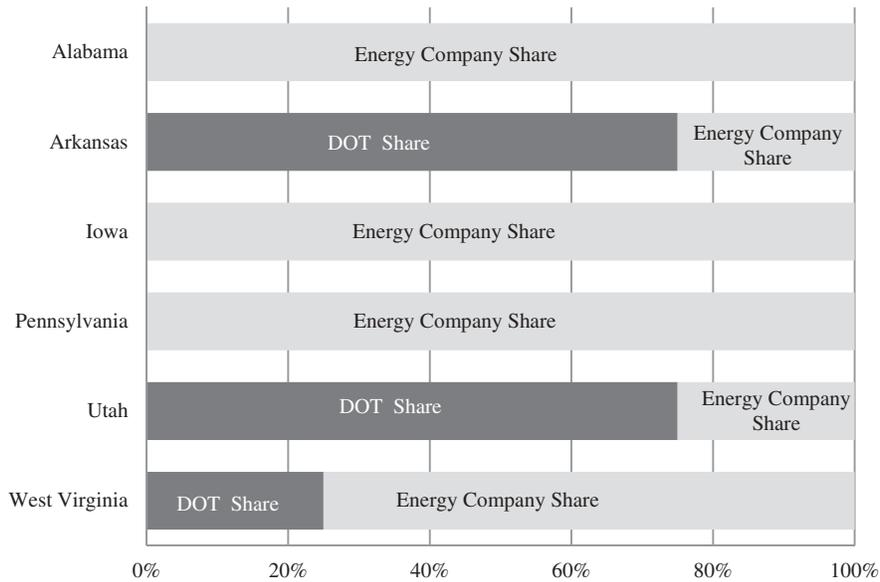 Alabama
Energy Company Share
Arkansas
DOT Share
Energy Company
Share
Iowa
Energy Company Share
Pennsylvania
Energy Company Share
Utah
DOT Share
Energy Company
Share
West Virginia
DOT Share
Energy Company Share
0% 20% 40% 60% 80% 100%